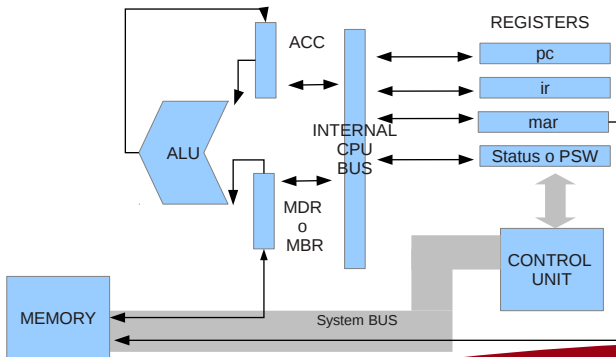 REGISTERS
ACC
pc
ir
mar
Status o PSW
INTERNAL
CPU
BUS
ALU
MDR
o
MBR
CONTROL
UNIT
MEMORY
System BUS